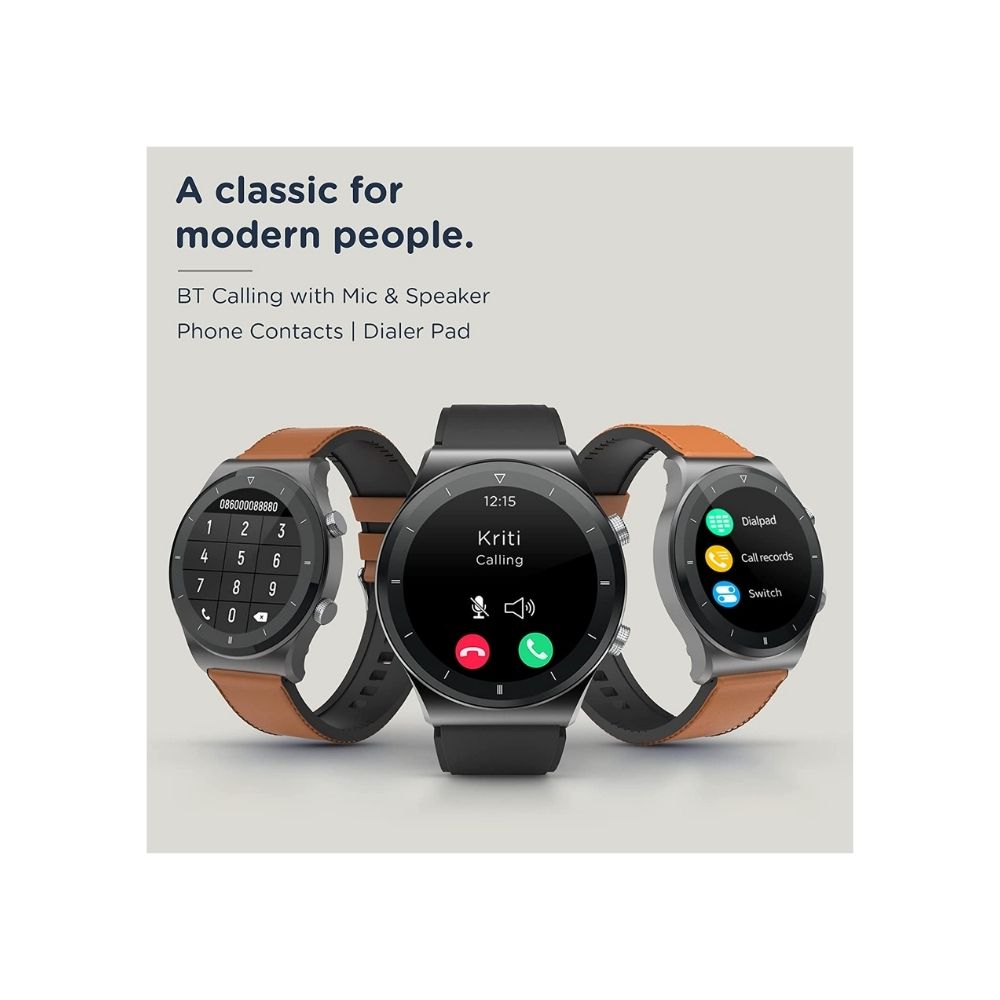 A classic for
modern people.
BT Calling with Mic & Speaker
Phone Contacts | Dialer Pad
086000088880
1 2 3
4 5 6
7 8 9
0
12:15
Kriti
Calling
Dialpad
Call records
Switch